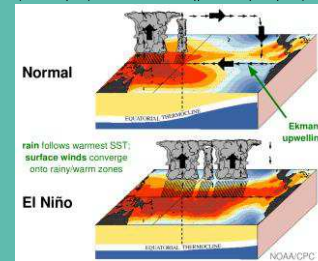 Normal
EQUATORIAL THERMOCLINE
Ekman
upwelling
rain follows warmest SST;
surface winds converge
onto rainy/warm zones
El Niño
EQUATORIAL THERMOCLINE
NOAA/CPC